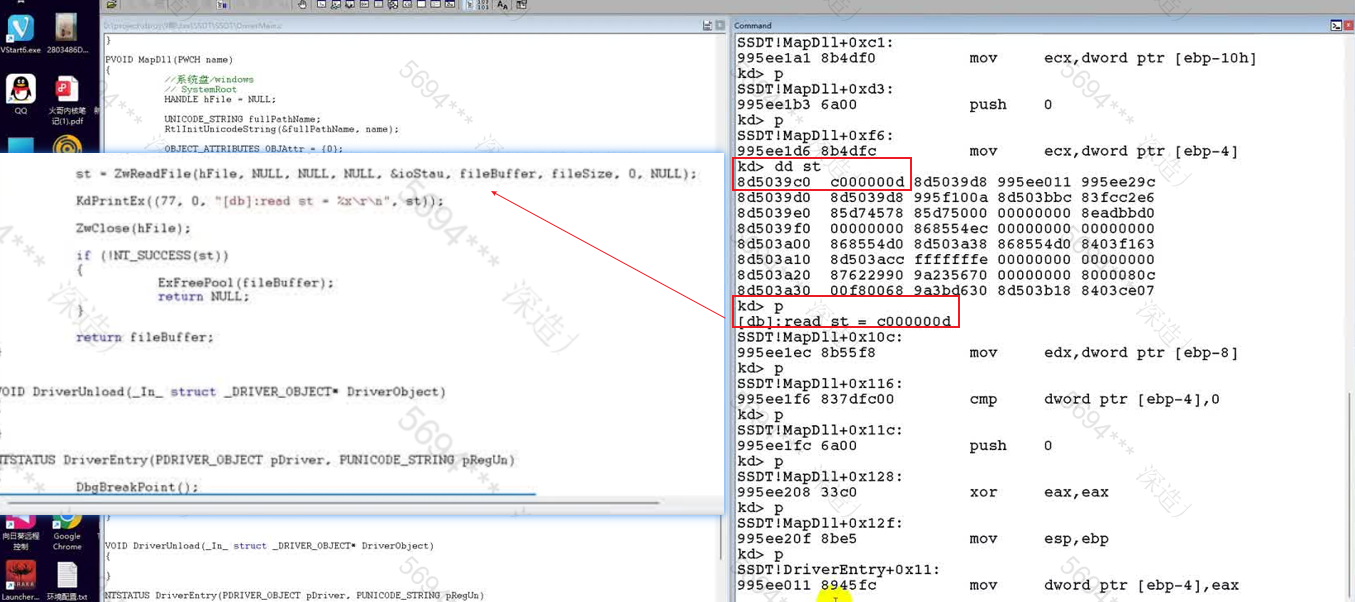 VStart6.exe
2803486D...
QQ
火哥内核笔
记(1).pdf
向日葵远程
控制
Google
Chrome
Launcher...
环境配置.txt
}
PVOID MapDll(PWCH name)
{
//系统盘/windows
// SystemRoot
HANDLE hFile = NULL;
UNICODE_STRING fullPathName;
RtlInitUnicodeString(&fullPathName, name);
OBJECT_ATTRIBUTES OBJAttr = {0};
st = ZwReadFile(hFile, NULL, NULL, NULL, &ioStau, fileBuffer, fileSize, 0, NULL);
KdPrintEx((77, 0, "[db]:read st = %x\r\n", st));
ZwClose(hFile);
if (!NT_SUCCESS(st))
{
ExFreePool(fileBuffer);
return NULL;
}
return fileBuffer;
VOID DriverUnload(_In_ struct _DRIVER_OBJECT* DriverObject)
NTSTATUS DriverEntry(PDRIVER_OBJECT pDriver, PUNICODE_STRING pRegUn)
DbgBreakPoint();
}
VOID DriverUnload(_In_ struct _DRIVER_OBJECT* DriverObject)
{
}
NTSTATUS DriverEntry(PDRIVER_OBJECT pDriver, PUNICODE_STRING pRegUn)
Command
SSDT!MapDll+0xc1:
995ee1a1 8b4df0 mov ecx,dword ptr [ebp-10h]
kd> p
SSDT!MapDll+0xd3:
995ee1b3 6a00 push 0
kd> p
SSDT!MapDll+0xf6:
995ee1d6 8b4dfc mov ecx,dword ptr [ebp-4]
kd> dd st
8d5039c0 c000000d 8d5039d8 995ee011 995ee29c
8d5039d0 8d5039d8 995f100a 8d503bbc 83fcc2e6
8d5039e0 85d74578 85d75000 00000000 8eadbbd0
8d5039f0 00000000 868554ec 00000000 00000000
8d503a00 868554d0 8d503a38 868554d0 8403f163
8d503a10 8d503acc fffffffe 00000000 00000000
8d503a20 87622990 9a235670 00000000 8000080c
8d503a30 00f80068 9a3bd630 8d503b18 8403ce07
kd> p
[db]:read st = c000000d
SSDT!MapDll+0x10c:
995ee1ec 8b55f8 mov edx,dword ptr [ebp-8]
kd> p
SSDT!MapDll+0x116:
995ee1f6 837dfc00 cmp dword ptr [ebp-4],0
kd> p
SSDT!MapDll+0x11c:
995ee1fc 6a00 push 0
kd> p
SSDT!MapDll+0x128:
995ee208 33c0 xor eax,eax
kd> p
SSDT!MapDll+0x12f:
995ee20f 8be5 mov esp,ebp
kd> p
SSDT!DriverEntry+0x11:
995ee011 8945fc mov dword ptr [ebp-4],eax